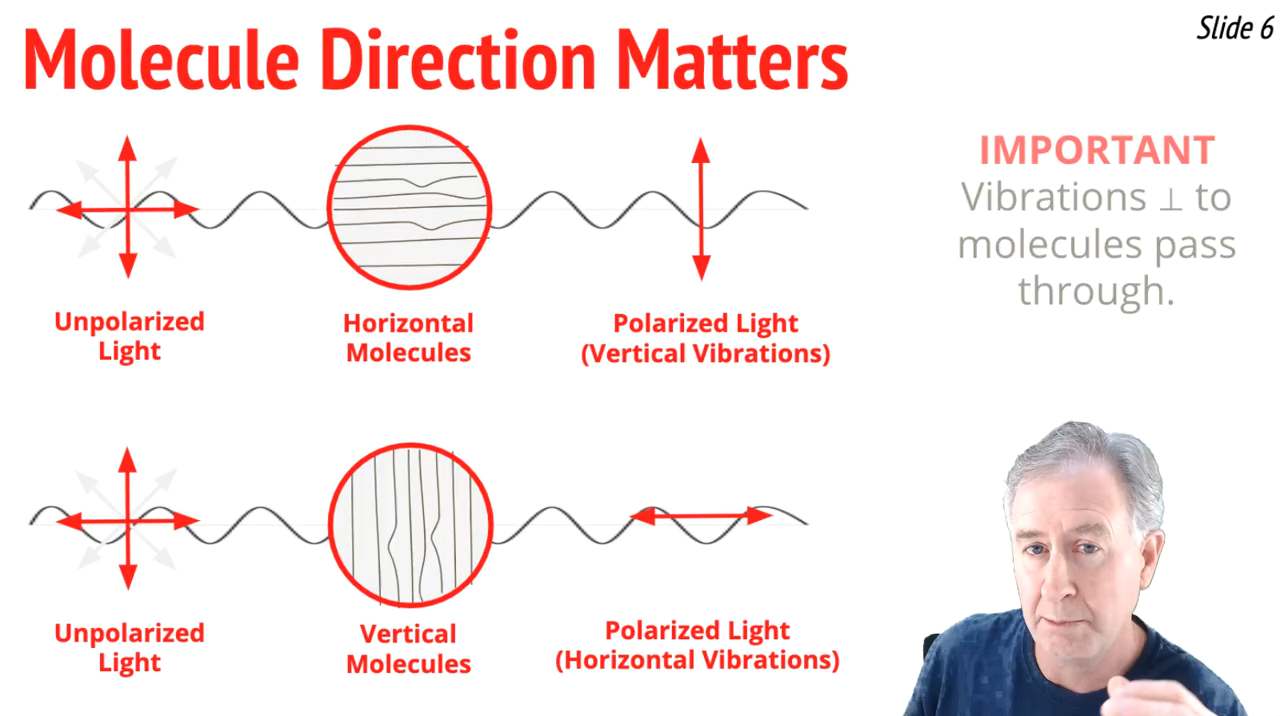 Slide 6
Molecule Direction Matters
IMPORTANT
Vibrations ⊥ to
molecules pass
through.
Unpolarized
Light
Horizontal
Molecules
Polarized Light
(Vertical Vibrations)
Unpolarized
Light
Vertical
Molecules
Polarized Light
(Horizontal Vibrations)